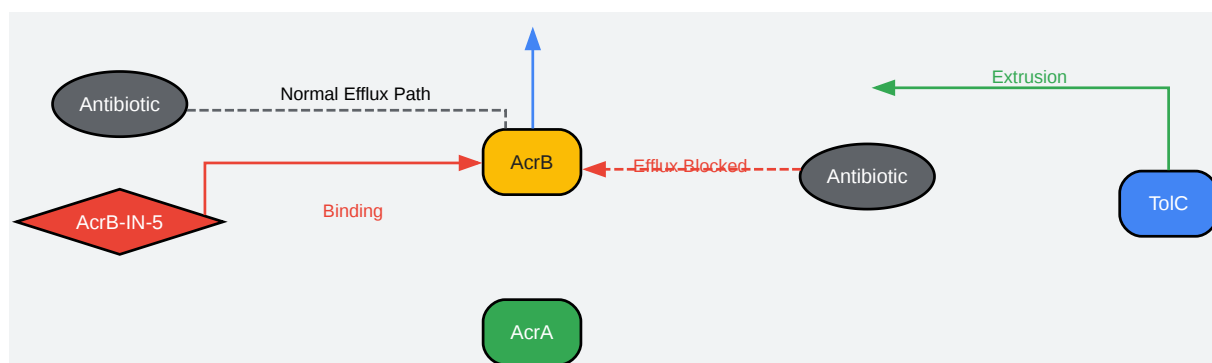 Extrusion
Normal Efflux Path
Antibiotic
AcrB
Efflux Blocked
Antibiotic
TolC
Binding
AcrB-IN-5
AcrA